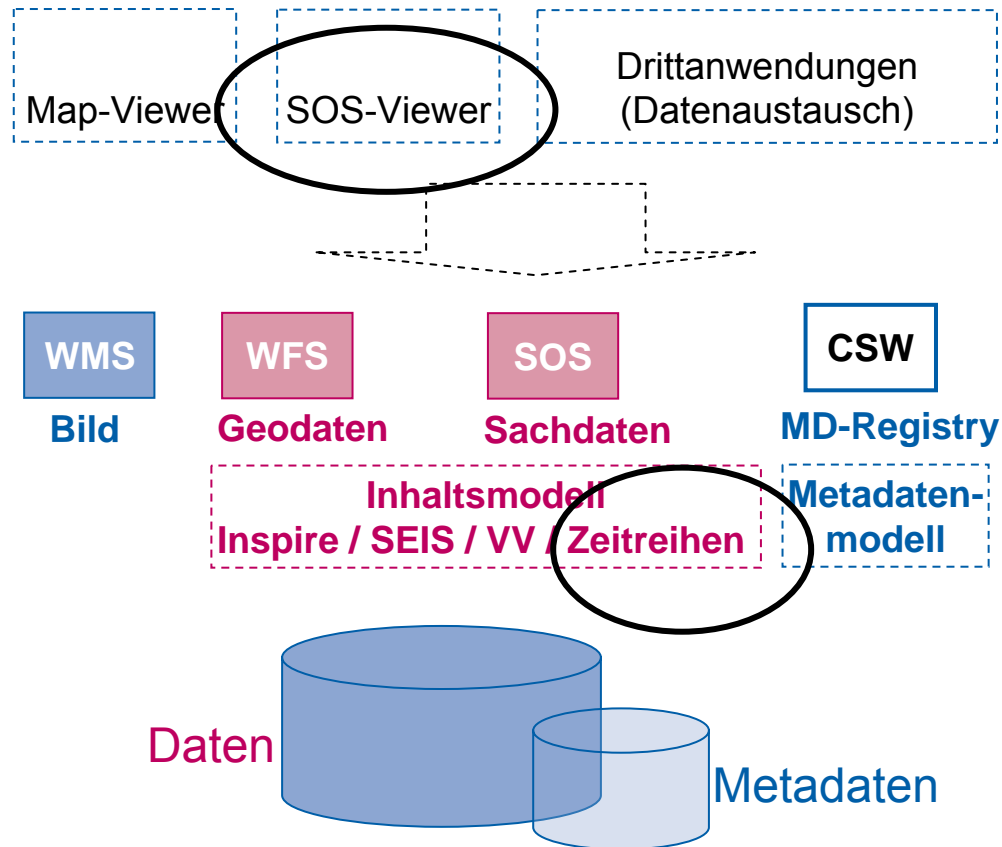 Map-Viewer
SOS-Viewer
Drittanwendungen
(Datenaustausch)
WMS
WFS
SOS
CSW
Bild
Geodaten
Sachdaten
MD-Registry
Inhaltsmodell
Inspire / SEIS / VV / Zeitreihen
Metadaten-
modell
Daten
Metadaten